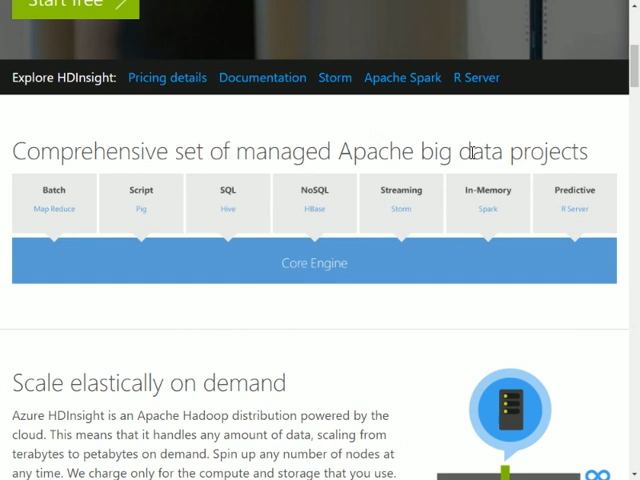 Start free
Explore HDInsight: Pricing details Documentation Storm Apache Spark R Server
Comprehensive set of managed Apache big data projects
Batch Script SQL NoSQL Streaming In-Memory Predictive
Map Reduce Pig Hive HBase Storm Spark R Server
Core Engine
Scale elastically on demand
Azure HDInsight is an Apache Hadoop distribution powered by the
cloud. This means that it handles any amount of data, scaling from
terabytes to petabytes on demand. Spin up any number of nodes at
any time. We charge only for the compute and storage that you use.